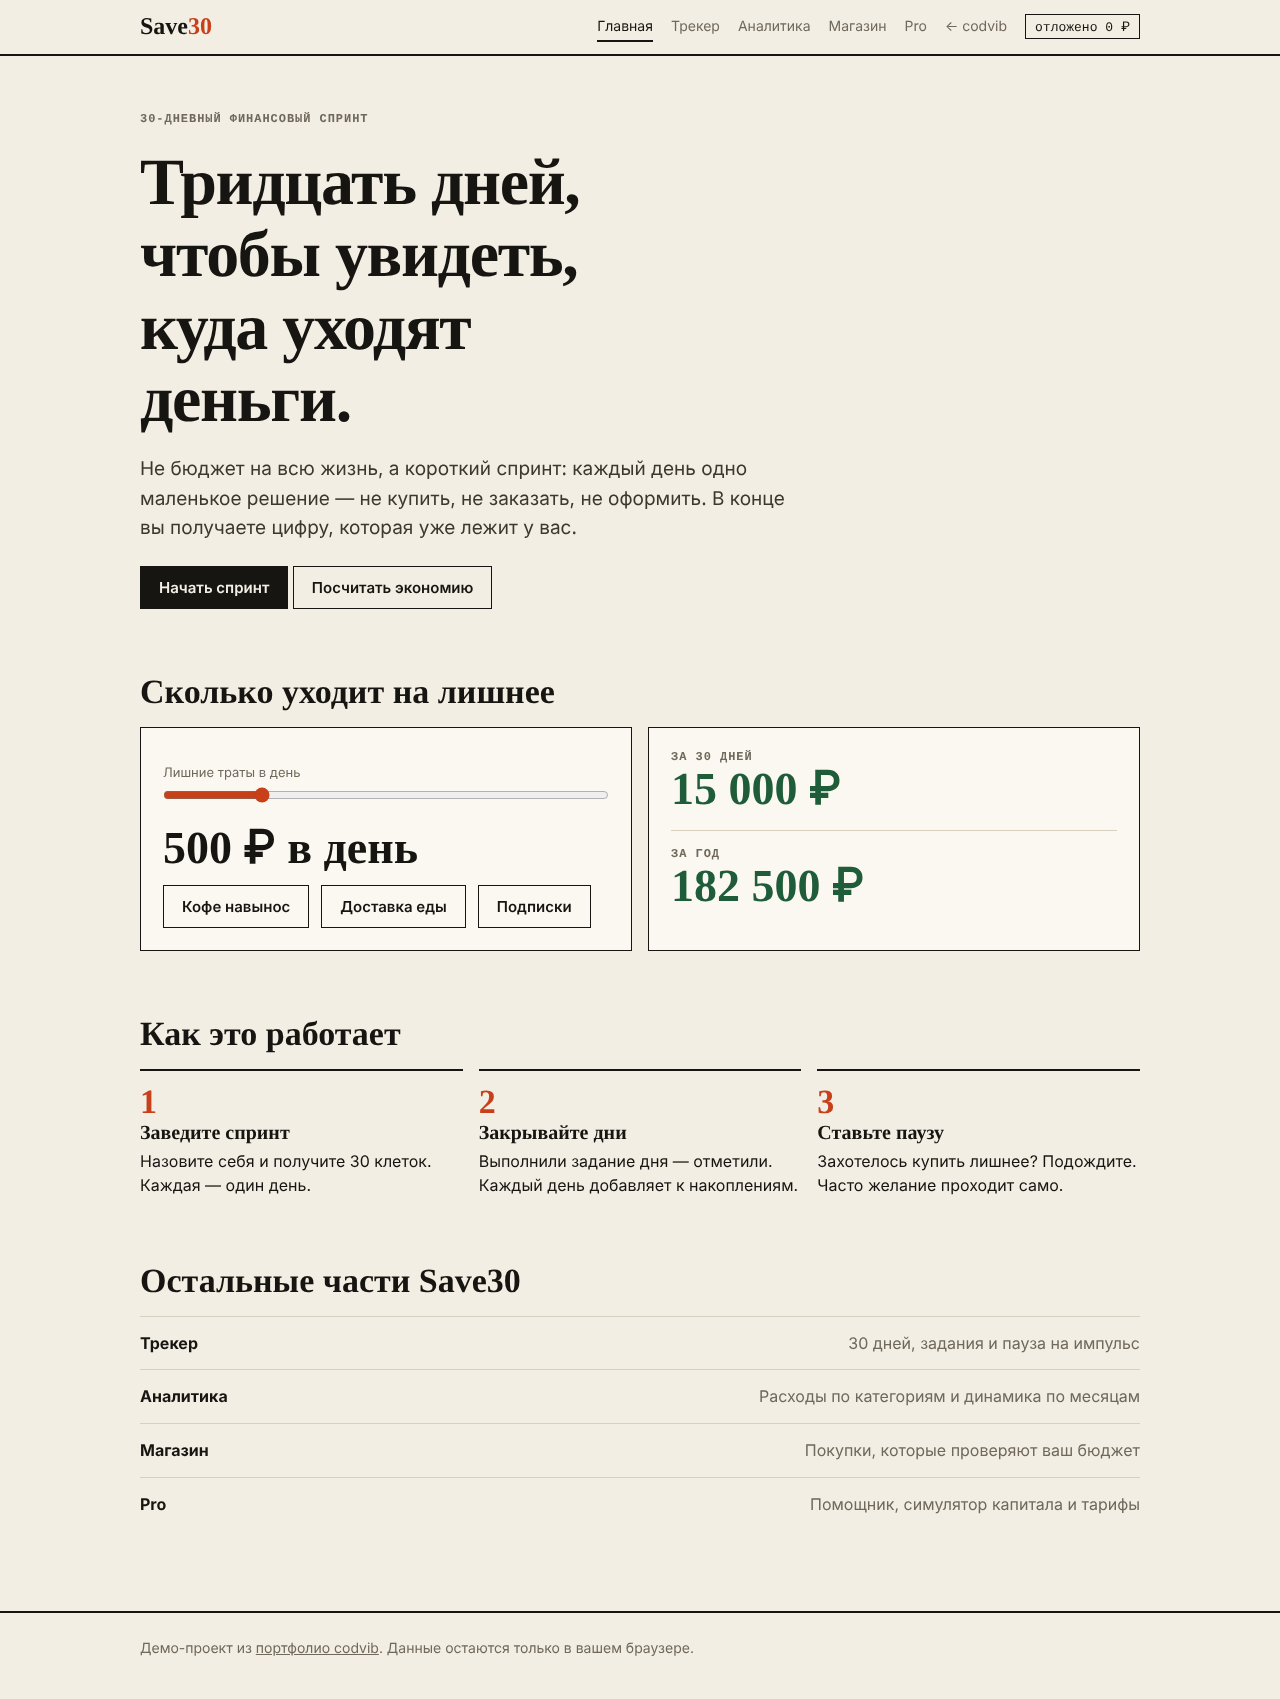 Save30
Главная Трекер Аналитика Магазин Pro ← codvib отложено 0 ₽
30-ДНЕВНЫЙ ФИНАНСОВЫЙ СПРИНТ
Тридцать дней,
чтобы увидеть,
куда уходят
деньги.
Не бюджет на всю жизнь, а короткий спринт: каждый день одно
маленькое решение — не купить, не заказать, не оформить. В конце
вы получаете цифру, которая уже лежит у вас.
Начать спринт Посчитать экономию
Сколько уходит на лишнее
Лишние траты в день
500 ₽ в день
Кофе навынос Доставка еды Подписки
ЗА 30 ДНЕЙ
15 000 ₽
ЗА ГОД
182 500 ₽
Как это работает
1
Заведите спринт
Назовите себя и получите 30 клеток.
Каждая — один день.
2
Закрывайте дни
Выполнили задание дня — отметили.
Каждый день добавляет к накоплениям.
3
Ставьте паузу
Захотелось купить лишнее? Подождите.
Часто желание проходит само.
Остальные части Save30
Трекер 30 дней, задания и пауза на импульс
Аналитика Расходы по категориям и динамика по месяцам
Магазин Покупки, которые проверяют ваш бюджет
Pro Помощник, симулятор капитала и тарифы
Демо-проект из портфолио codvib. Данные остаются только в вашем браузере.